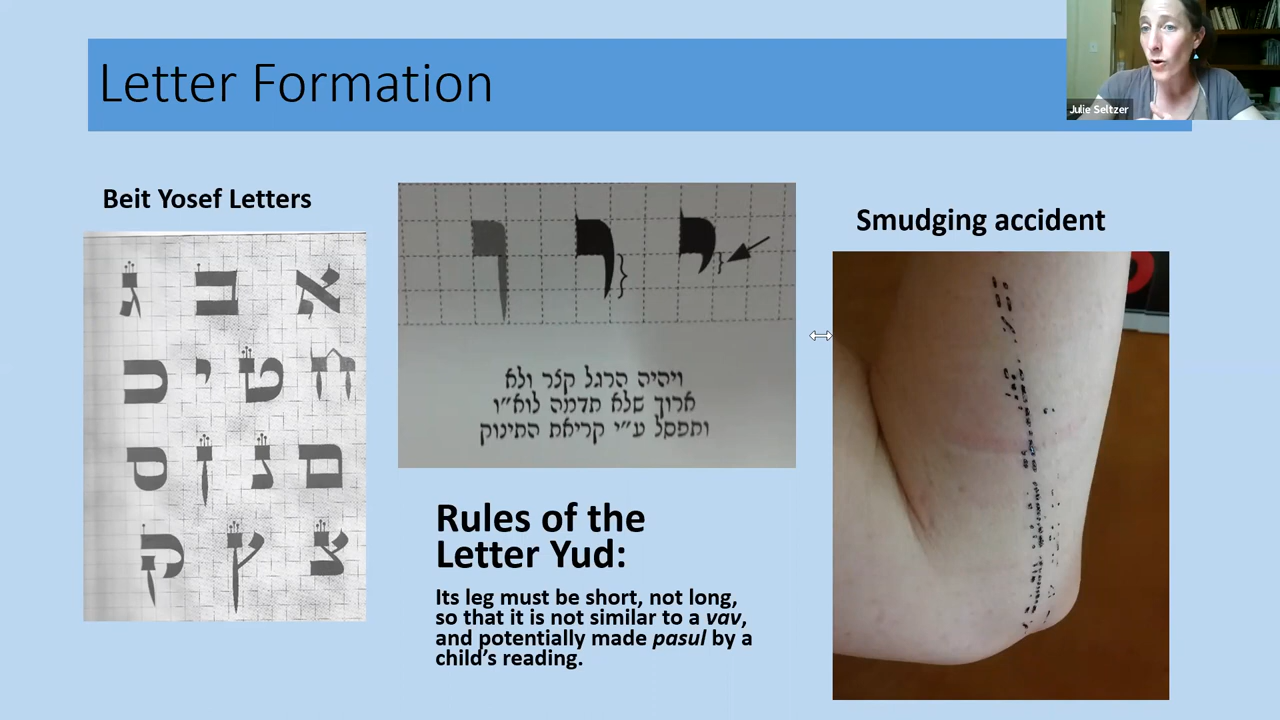 Letter Formation
Julie Seltzer
Beit Yosef Letters
א ב ג
ח ט י כ
ם נ ן ס
צ ץ ק
ויהיה הרגל קצר ולא
ארוך שלא תדמה לוא״ו
ותפסל ע״י קריאת התינוק
Rules of the
Letter Yud:
Its leg must be short, not long,
so that it is not similar to a vav,
and potentially made pasul by a
child's reading.
Smudging accident